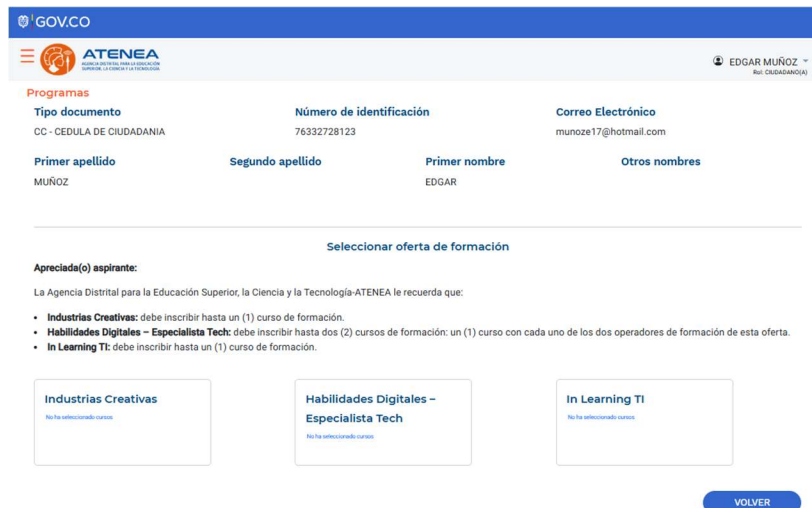 GOV.CO
ATENEA
AGENCIA DISTRITAL PARA LA EDUCACIÓN
SUPERIOR, LA CIENCIA Y LA TECNOLOGÍA
EDGAR MUÑOZ
Rol: CIUDADANO(A)
Programas
Tipo documento Número de identificación Correo Electrónico
CC - CEDULA DE CIUDADANIA 76332728123 munoze17@hotmail.com
Primer apellido Segundo apellido Primer nombre Otros nombres
MUÑOZ EDGAR
Seleccionar oferta de formación
Apreciada(o) aspirante:
La Agencia Distrital para la Educación Superior, la Ciencia y la Tecnología-ATENEA le recuerda que:
• Industrias Creativas: debe inscribir hasta un (1) curso de formación.
• Habilidades Digitales – Especialista Tech: debe inscribir hasta dos (2) cursos de formación: un (1) curso con cada uno de los dos operadores de formación de esta oferta.
• In Learning TI: debe inscribir hasta un (1) curso de formación.
Industrias Creativas
No ha seleccionado cursos
Habilidades Digitales –
Especialista Tech
No ha seleccionado cursos
In Learning TI
No ha seleccionado cursos
VOLVER